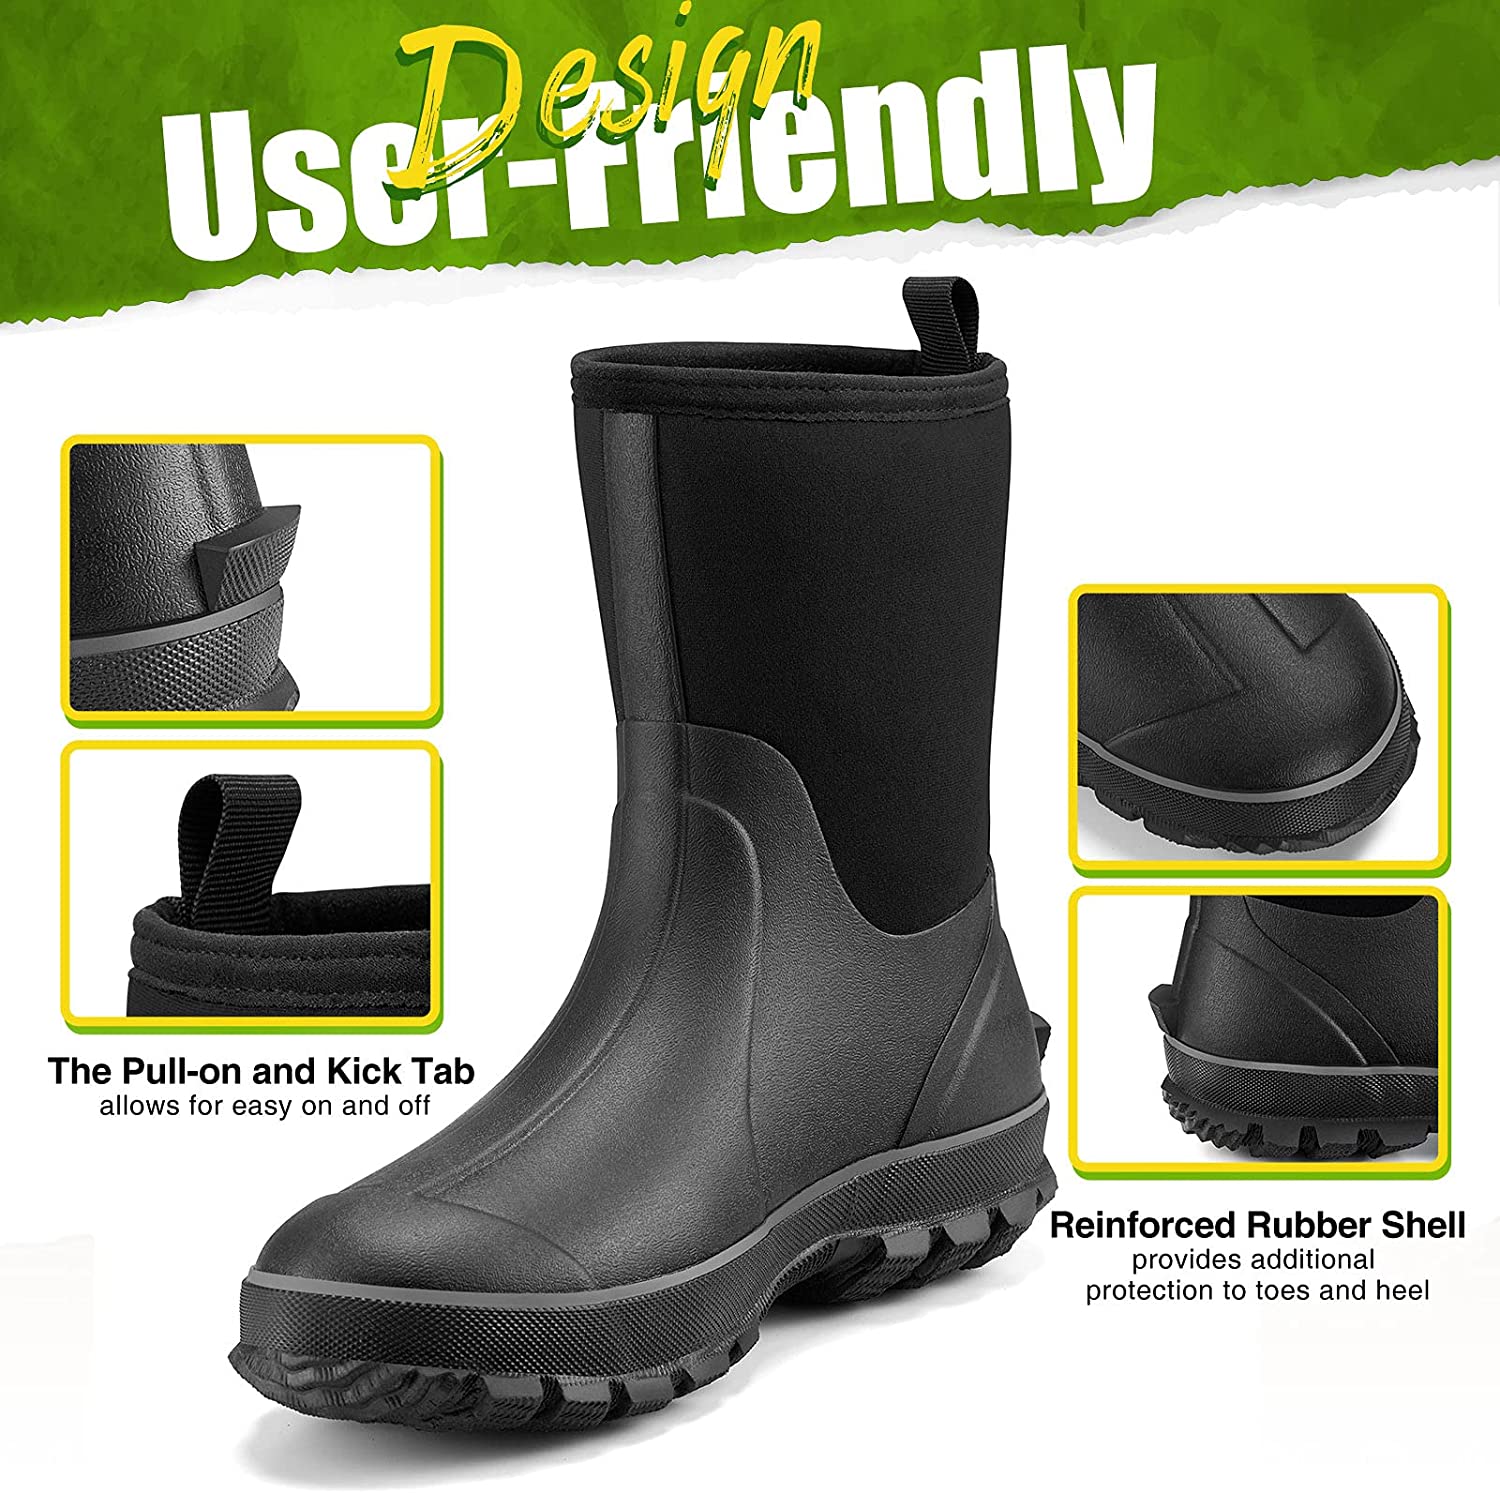 Design
User-friendly
The Pull-on and Kick Tab
allows for easy on and off
Reinforced Rubber Shell
provides additional
protection to toes and heel